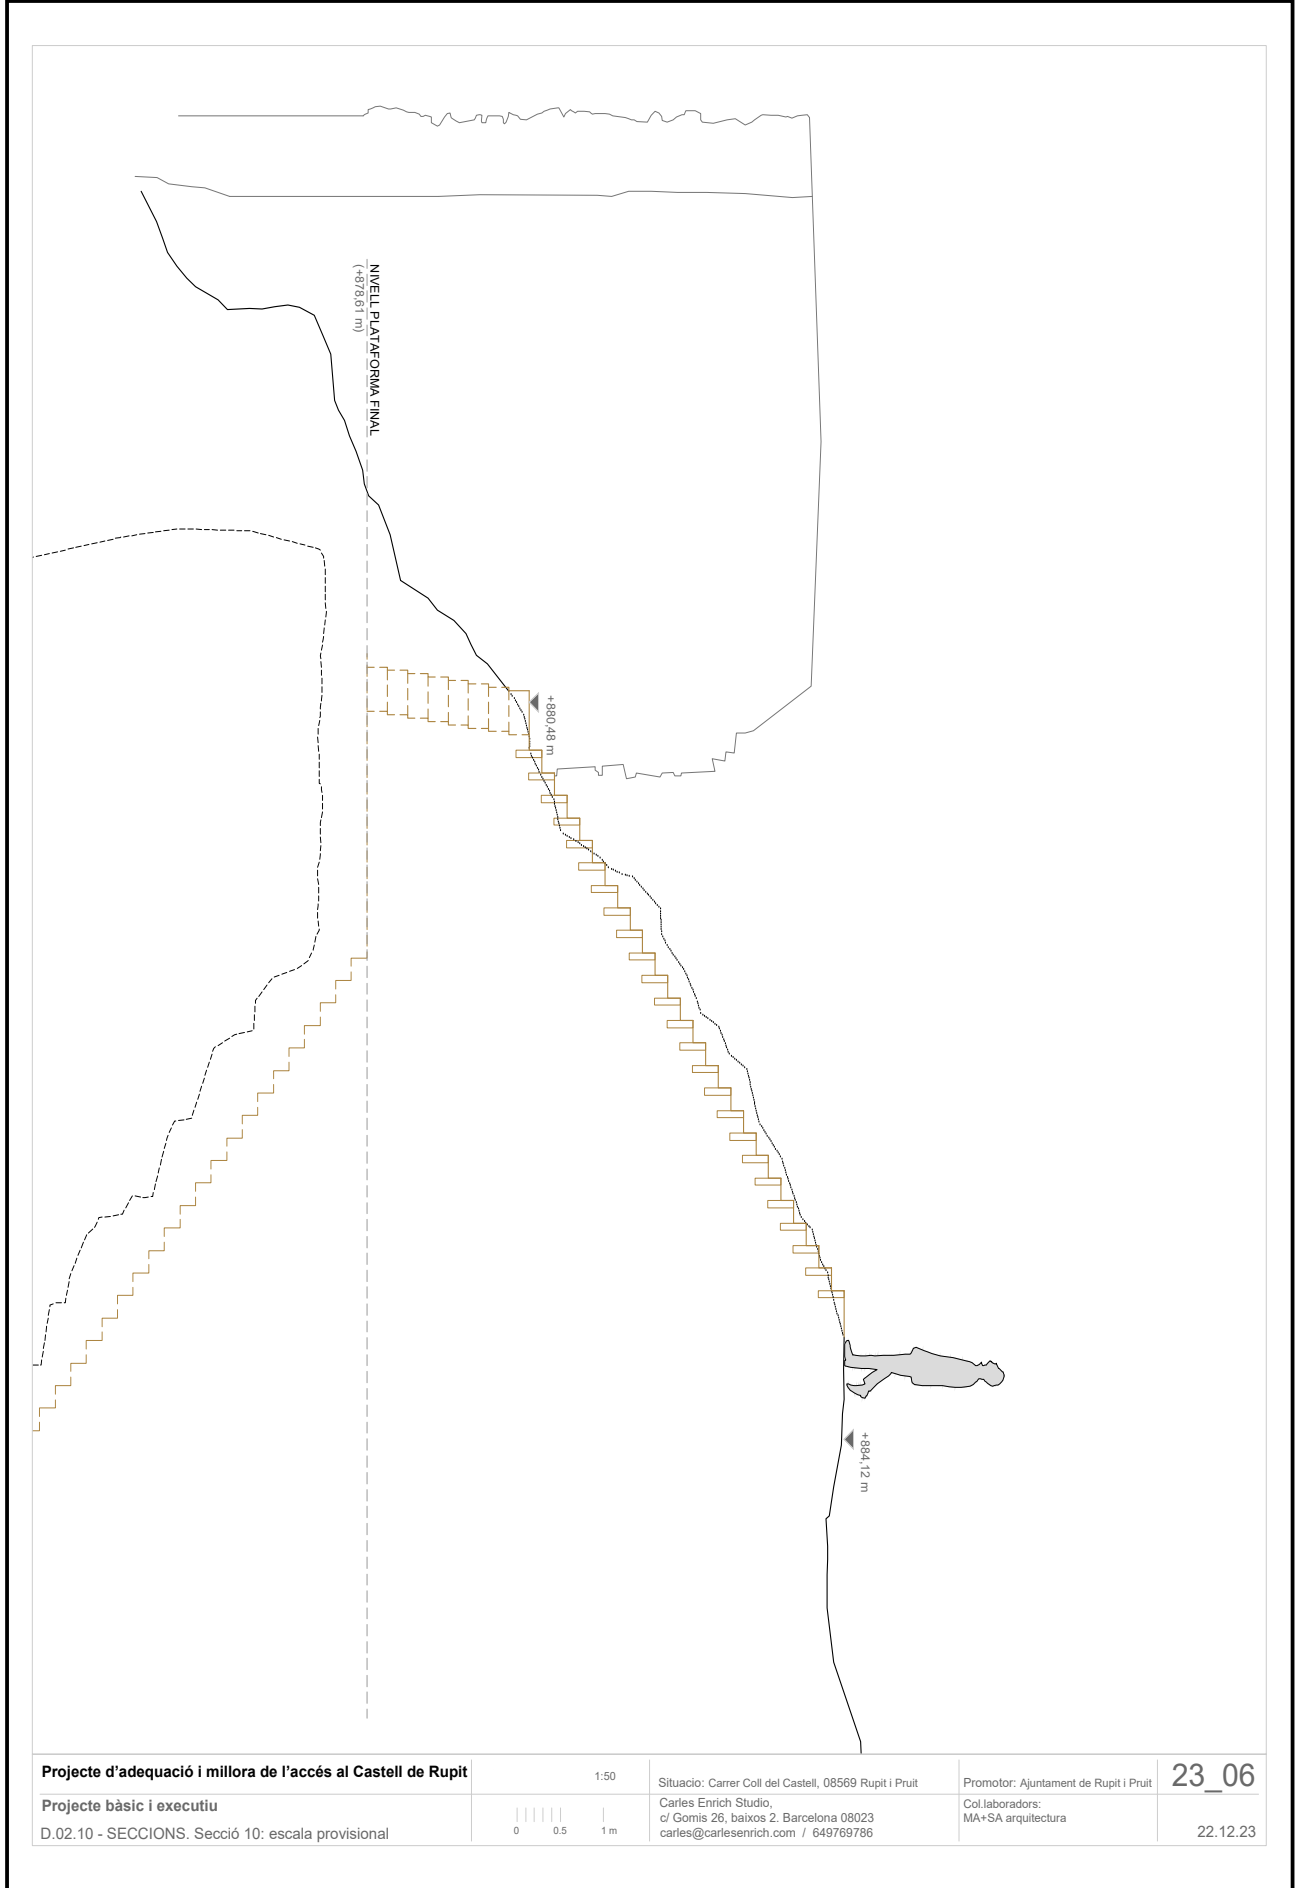 NIVELL PLATAFORMA FINAL
(+878,61 m)
+880,48 m
+884,12 m
Projecte d’adequació i millora de l’accés al Castell de Rupit
Projecte bàsic i executiu
D.02.10 - SECCIONS. Secció 10: escala provisional
1:50
0 0.5 1 m
Situacio: Carrer Coll del Castell, 08569 Rupit i Pruit
Carles Enrich Studio,
c/ Gomis 26, baixos 2. Barcelona 08023
carles@carlesenrich.com / 649769786
Promotor: Ajuntament de Rupit i Pruit
Col.laboradors:
MA+SA arquitectura
23_06
22.12.23